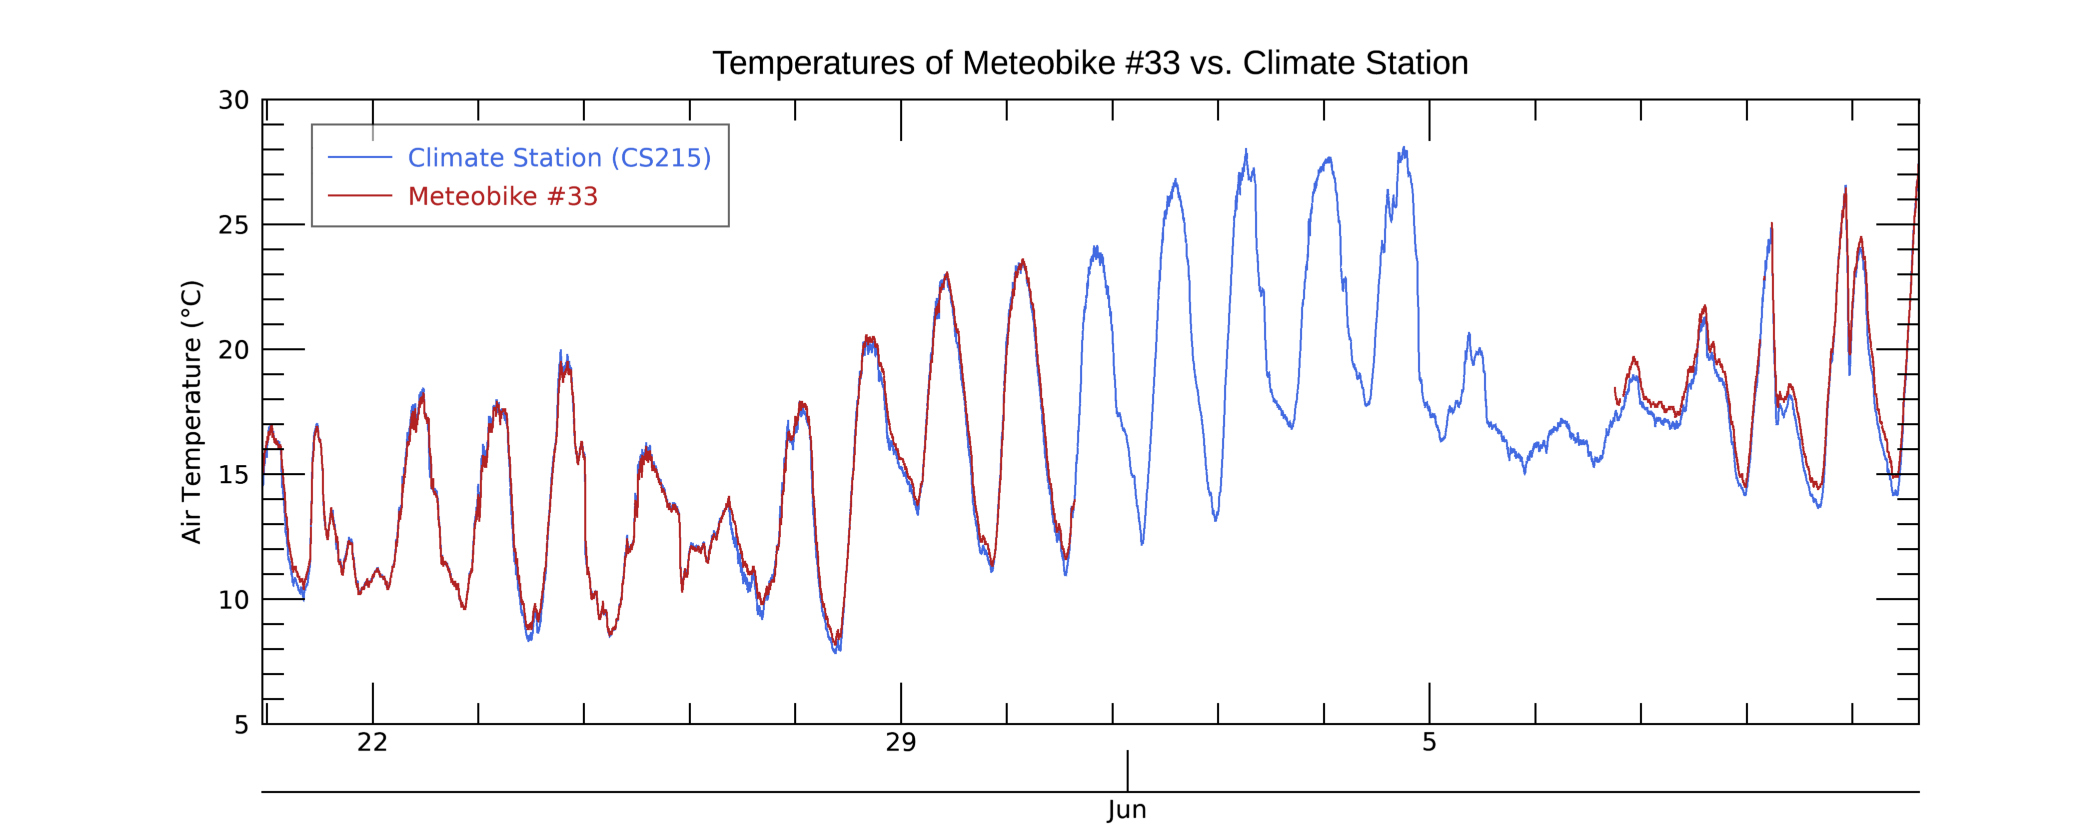 Temperatures of Meteobike #33 vs. Climate Station
30
Climate Station (CS215)
Meteobike #33
25
20
15
10
5
Air Temperature (°C)
22
29
5
Jun